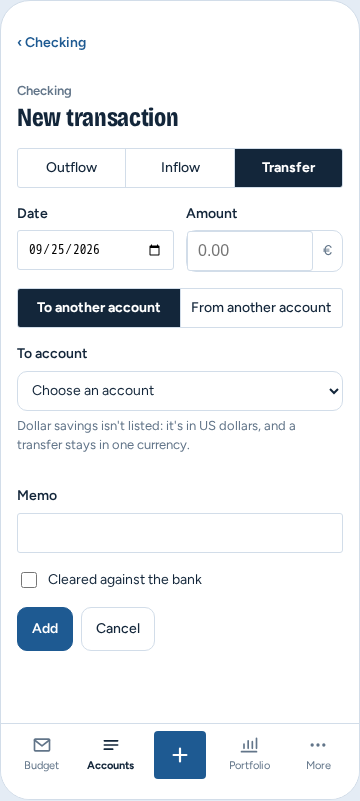 ‹ Checking
Checking
New transaction
Outflow Inflow Transfer
Date Amount
09/25/2026 0.00 €
To another account From another account
To account
Choose an account
Dollar savings isn't listed: it's in US dollars, and a
transfer stays in one currency.
Memo
Cleared against the bank
Add Cancel
Budget Accounts + Portfolio More